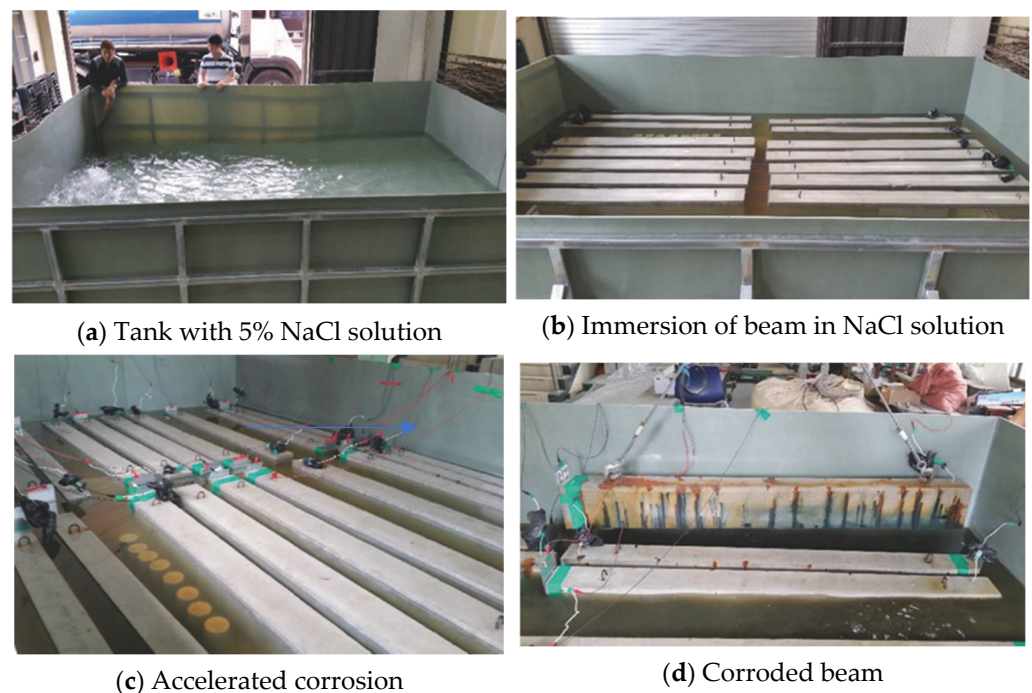 (a) Tank with 5% NaCl solution
(b) Immersion of beam in NaCl solution
(c) Accelerated corrosion
(d) Corroded beam